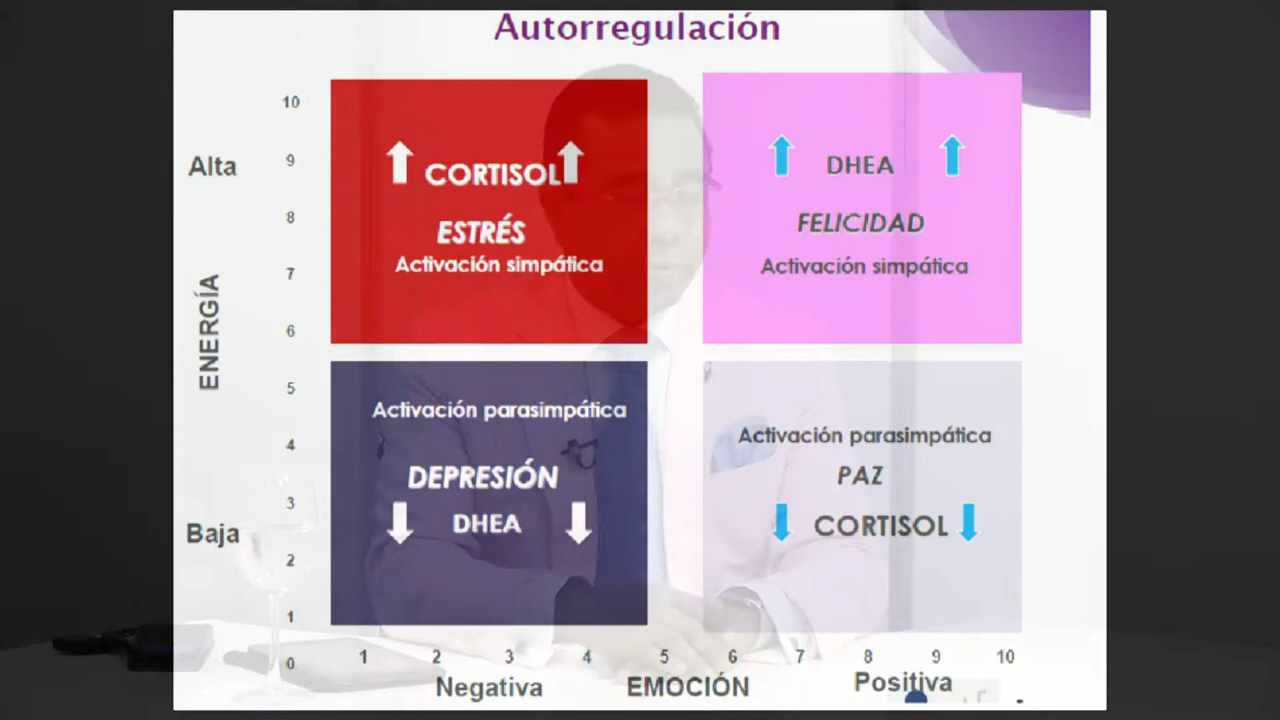 Autorregulación
10
9
8
7
6
5
4
3
2
1
0
Alta
ENERGÍA
Baja
CORTISOL
ESTRÉS
Activación simpática
DHEA
FELICIDAD
Activación simpática
Activación parasimpática
DEPRESIÓN
DHEA
Activación parasimpática
PAZ
CORTISOL
1 2 3 4 5 6 7 8 9 10
Negativa EMOCIÓN Positiva